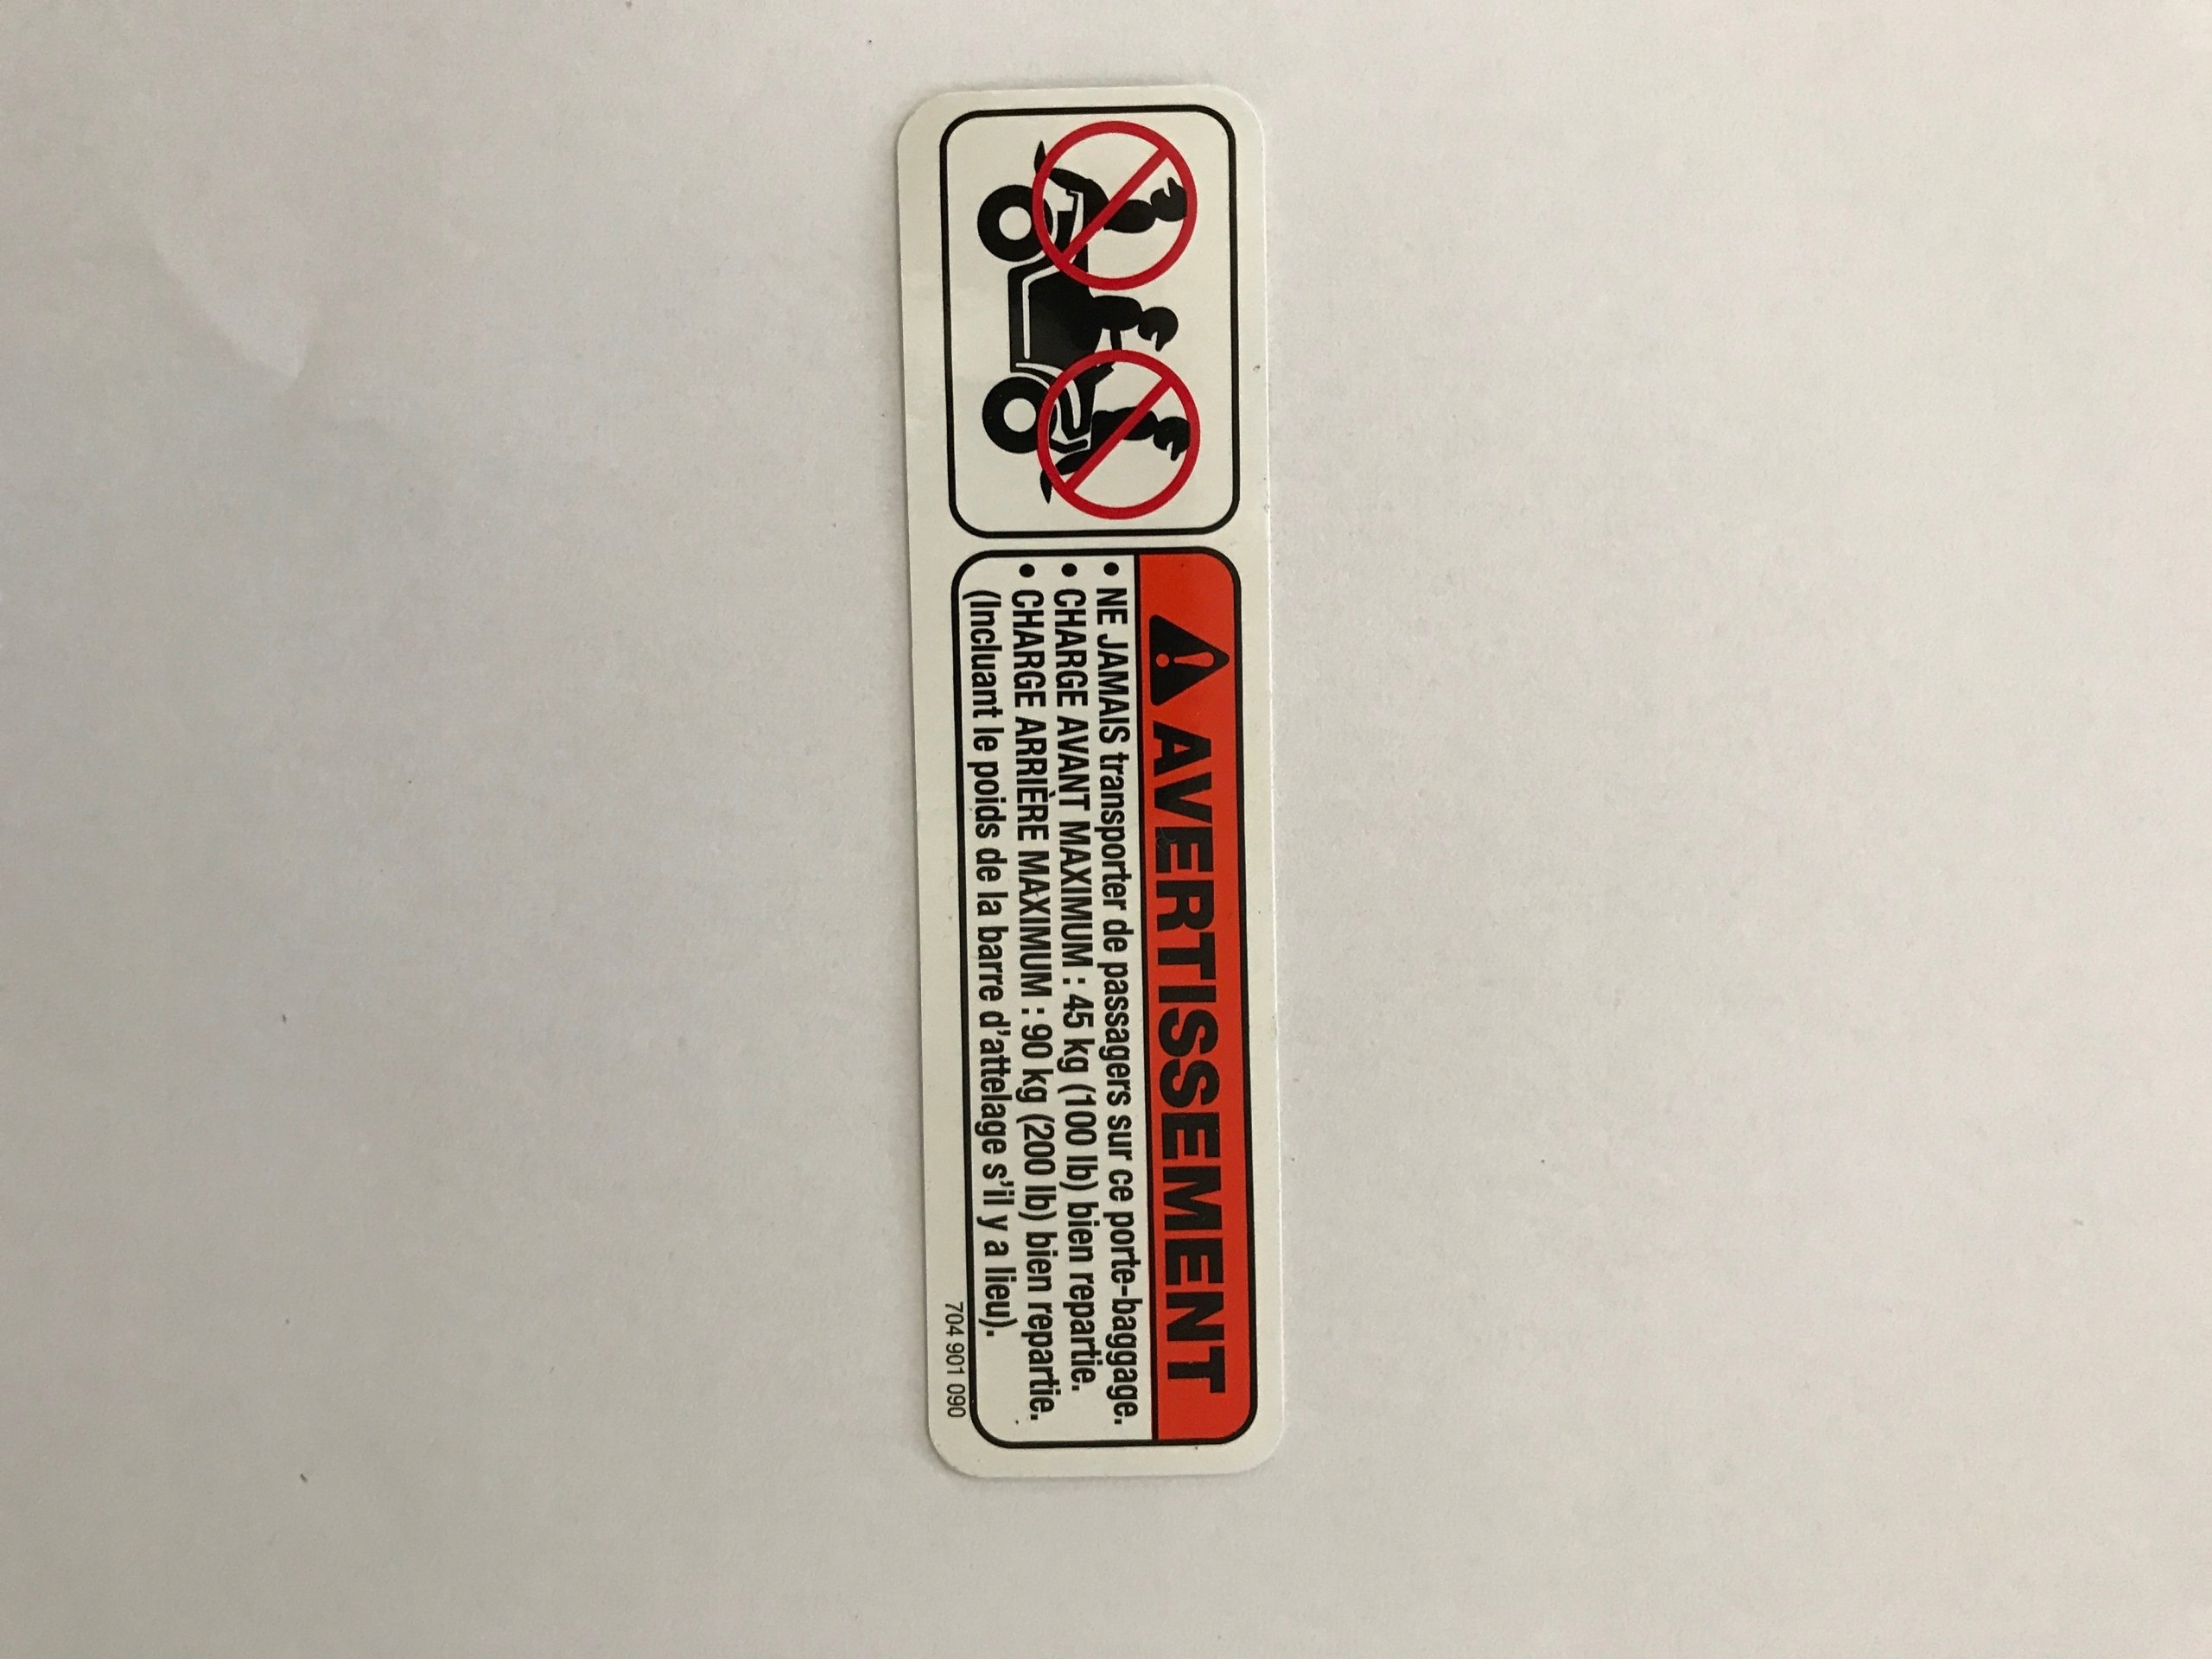 AVERTISSEMENT
• NE JAMAIS transporter de passagers sur ce porte-baggage.
• CHARGE AVANT MAXIMUM : 45 kg (100 lb) bien repartie.
• CHARGE ARRIÈRE MAXIMUM : 90 kg (200 lb) bien repartie.
(Incluant le poids de la barre d'attelage s'il y a lieu).
704 901 090